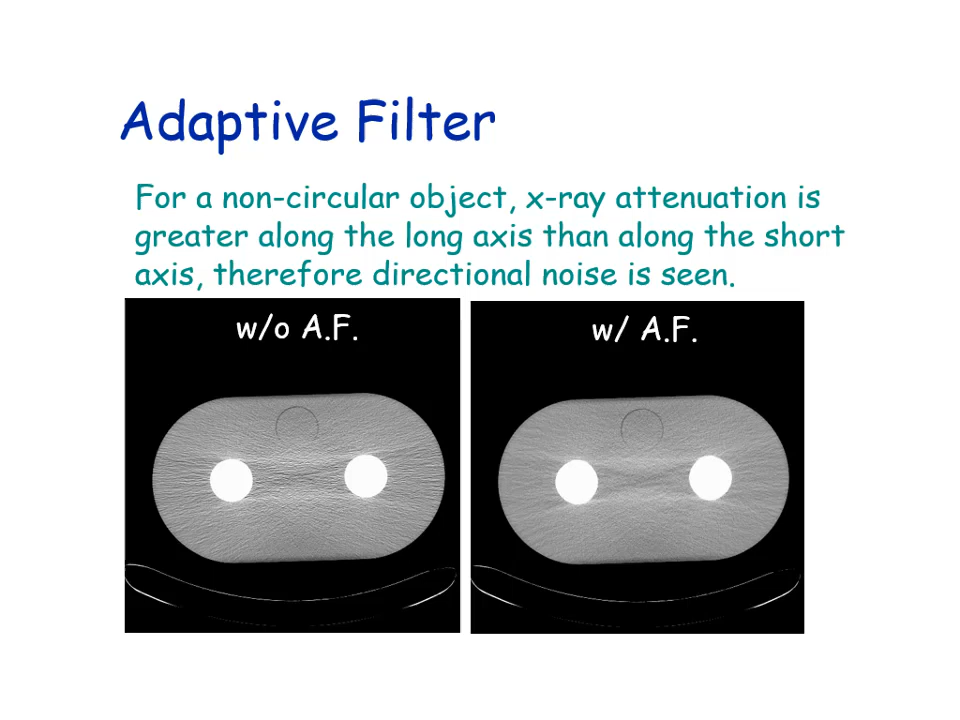 Adaptive Filter
For a non-circular object, x-ray attenuation is
greater along the long axis than along the short
axis, therefore directional noise is seen.
w/o A.F.
w/ A.F.